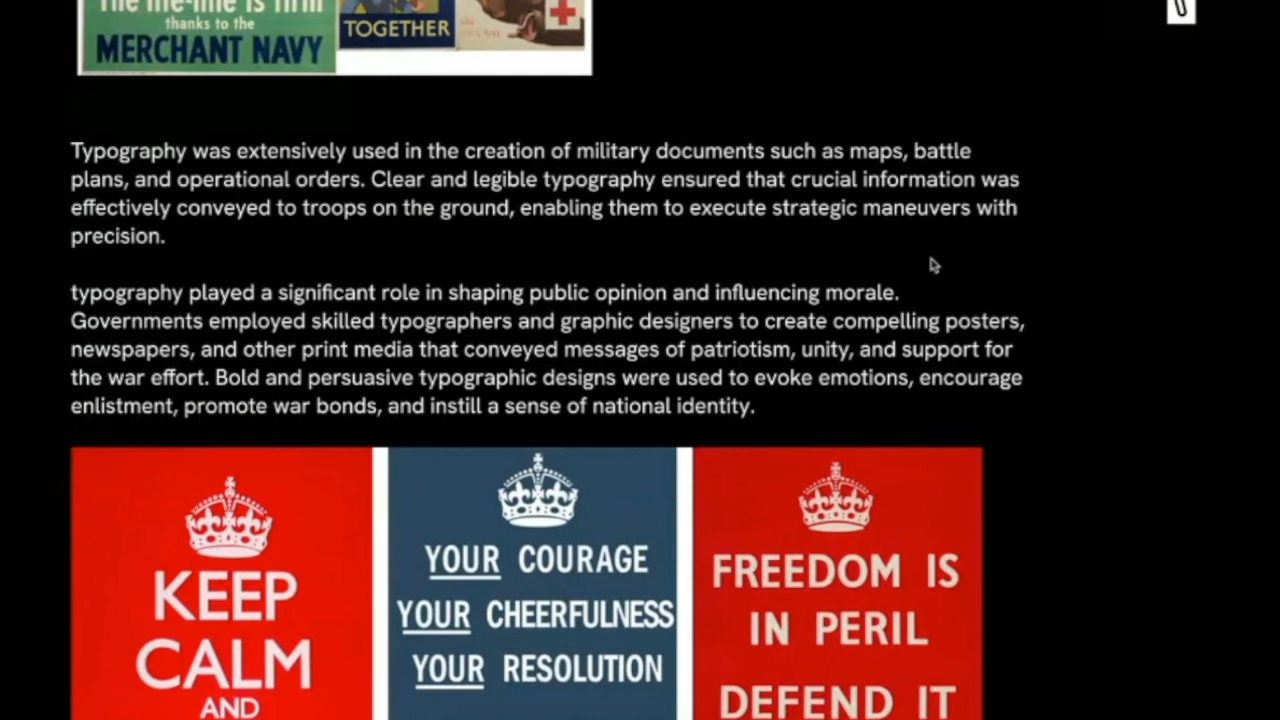 The life-line is firm
thanks to the
MERCHANT NAVY
TOGETHER
Typography was extensively used in the creation of military documents such as maps, battle
plans, and operational orders. Clear and legible typography ensured that crucial information was
effectively conveyed to troops on the ground, enabling them to execute strategic maneuvers with
precision.
typography played a significant role in shaping public opinion and influencing morale.
Governments employed skilled typographers and graphic designers to create compelling posters,
newspapers, and other print media that conveyed messages of patriotism, unity, and support for
the war effort. Bold and persuasive typographic designs were used to evoke emotions, encourage
enlistment, promote war bonds, and instill a sense of national identity.
KEEP
CALM
AND
YOUR COURAGE
YOUR CHEERFULNESS
YOUR RESOLUTION
FREEDOM IS
IN PERIL
DEFEND IT